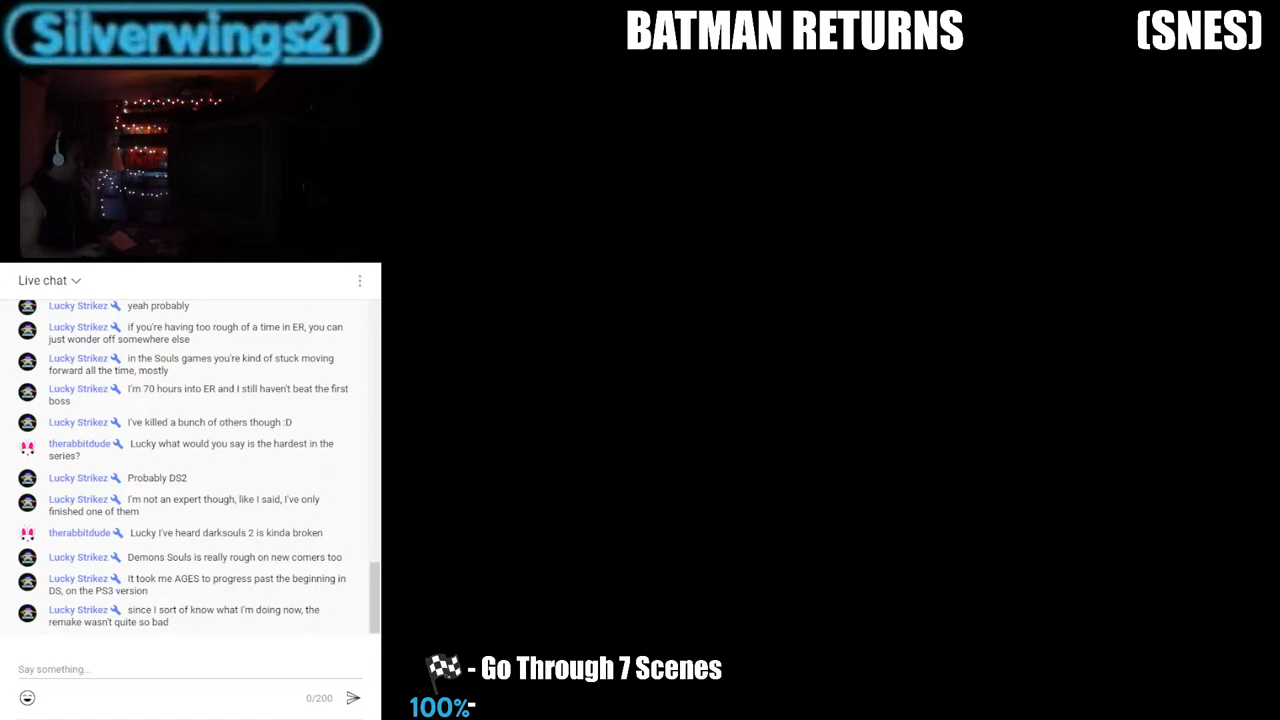 Silverwings21
BATMAN RETURNS (SNES)
Live chat
Lucky Strikez yeah probably
Lucky Strikez if you're having too rough of a time in ER, you can
just wonder off somewhere else
Lucky Strikez in the Souls games you're kind of stuck moving
forward all the time, mostly
Lucky Strikez I'm 70 hours into ER and I still haven't beat the first
boss
Lucky Strikez I've killed a bunch of others though :D
therabbitdude Lucky what would you say is the hardest in the
series?
Lucky Strikez Probably DS2
Lucky Strikez I'm not an expert though, like I said, I've only
finished one of them
therabbitdude Lucky I've heard darksouls 2 is kinda broken
Lucky Strikez Demons Souls is really rough on new comers too
Lucky Strikez It took me AGES to progress past the beginning in
DS, on the PS3 version
Lucky Strikez since I sort of know what I'm doing now, the
remake wasn't quite so bad
Say something...
0/200
- Go Through 7 Scenes
100%-